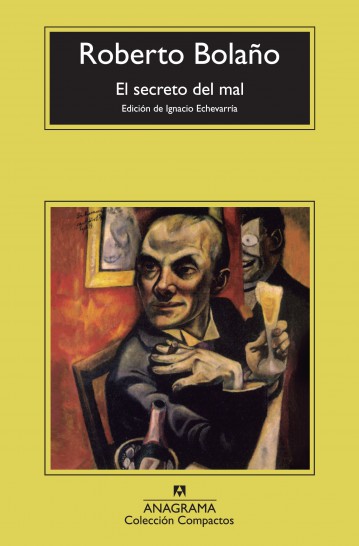 Roberto Bolaño
El secreto del mal
Edición de Ignacio Echevarría
ANAGRAMA
Colección Compactos